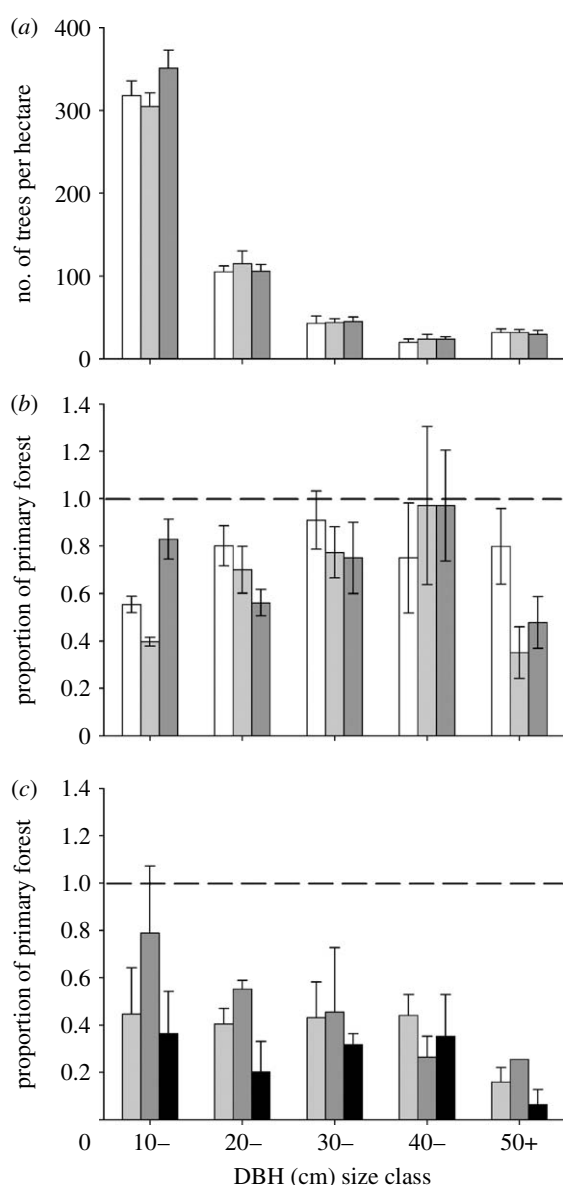 (a)
400
300
200
100
0
no. of trees per hectare
(b)
1.4
1.2
1.0
0.8
0.6
0.4
0.2
0
proportion of primary forest
(c)
1.4
1.2
1.0
0.8
0.6
0.4
0.2
0
proportion of primary forest
10– 20– 30– 40– 50+
DBH (cm) size class